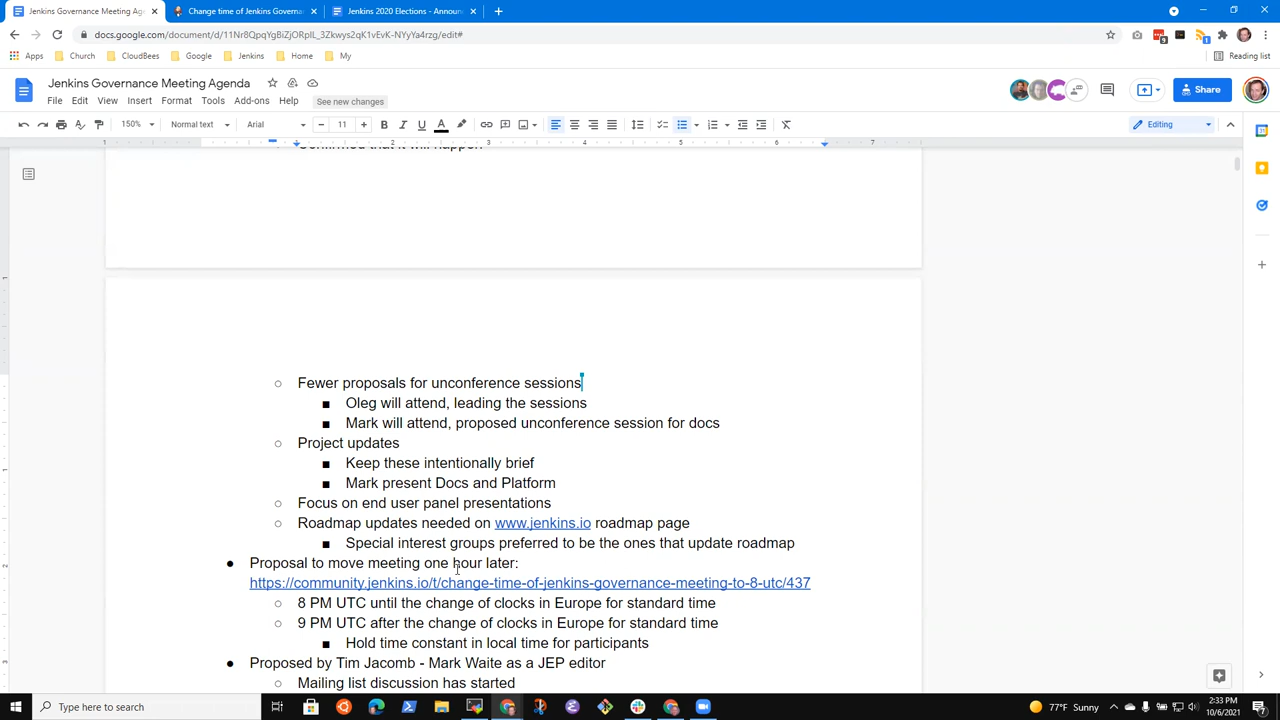 Jenkins Governance Meeting Ag
Change time of Jenkins Governa
Jenkins 2020 Elections - Announ
docs.google.com/document/d/11Nr8QpqYgBiZjORpIL_3Zkwys2qK1vEvK-NYyYa4rzg/edit#
Apps
Church
CloudBees
Google
Jenkins
Home
My
Reading list
Jenkins Governance Meeting Agenda
File Edit View Insert Format Tools Add-ons Help
See new changes
Share
150%
Normal text
Arial
11
Editing
1 2 3 4 5 6 7
Fewer proposals for unconference sessions
Oleg will attend, leading the sessions
Mark will attend, proposed unconference session for docs
Project updates
Keep these intentionally brief
Mark present Docs and Platform
Focus on end user panel presentations
Roadmap updates needed on www.jenkins.io roadmap page
Special interest groups preferred to be the ones that update roadmap
Proposal to move meeting one hour later:
https://community.jenkins.io/t/change-time-of-jenkins-governance-meeting-to-8-utc/437
8 PM UTC until the change of clocks in Europe for standard time
9 PM UTC after the change of clocks in Europe for standard time
Hold time constant in local time for participants
Proposed by Tim Jacomb - Mark Waite as a JEP editor
Mailing list discussion has started
Type here to search
77°F Sunny
2:33 PM
10/6/2021